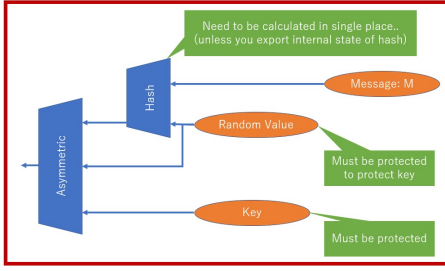 Need to be calculated in single place..
(unless you export internal state of hash)
Hash
Message: M
Asymmetric
Random Value
Must be protected
to protect key
Key
Must be protected